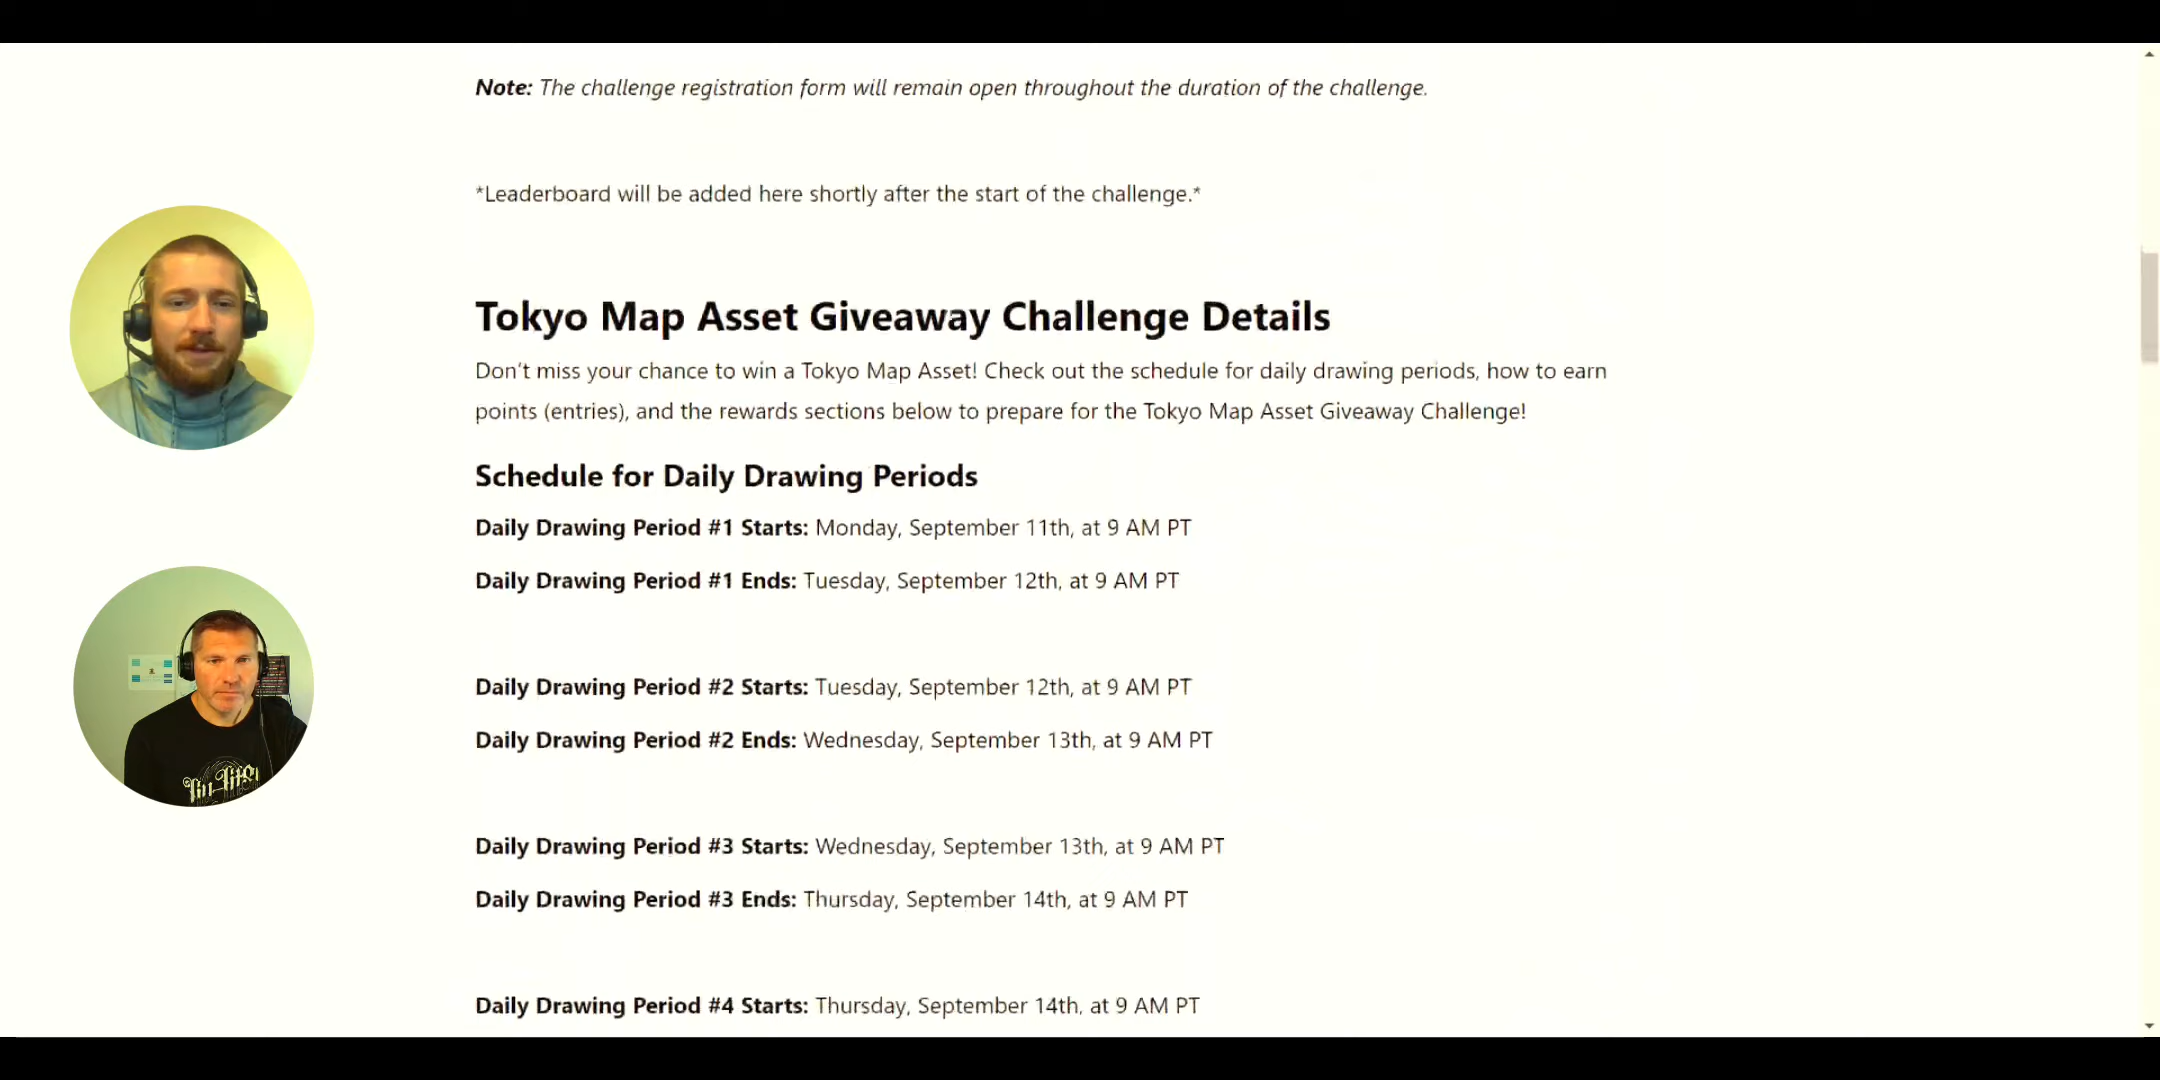 Note: The challenge registration form will remain open throughout the duration of the challenge.
*Leaderboard will be added here shortly after the start of the challenge.*
Tokyo Map Asset Giveaway Challenge Details
Don't miss your chance to win a Tokyo Map Asset! Check out the schedule for daily drawing periods, how to earn
points (entries), and the rewards sections below to prepare for the Tokyo Map Asset Giveaway Challenge!
Schedule for Daily Drawing Periods
Daily Drawing Period #1 Starts: Monday, September 11th, at 9 AM PT
Daily Drawing Period #1 Ends: Tuesday, September 12th, at 9 AM PT
Daily Drawing Period #2 Starts: Tuesday, September 12th, at 9 AM PT
Daily Drawing Period #2 Ends: Wednesday, September 13th, at 9 AM PT
Daily Drawing Period #3 Starts: Wednesday, September 13th, at 9 AM PT
Daily Drawing Period #3 Ends: Thursday, September 14th, at 9 AM PT
Daily Drawing Period #4 Starts: Thursday, September 14th, at 9 AM PT